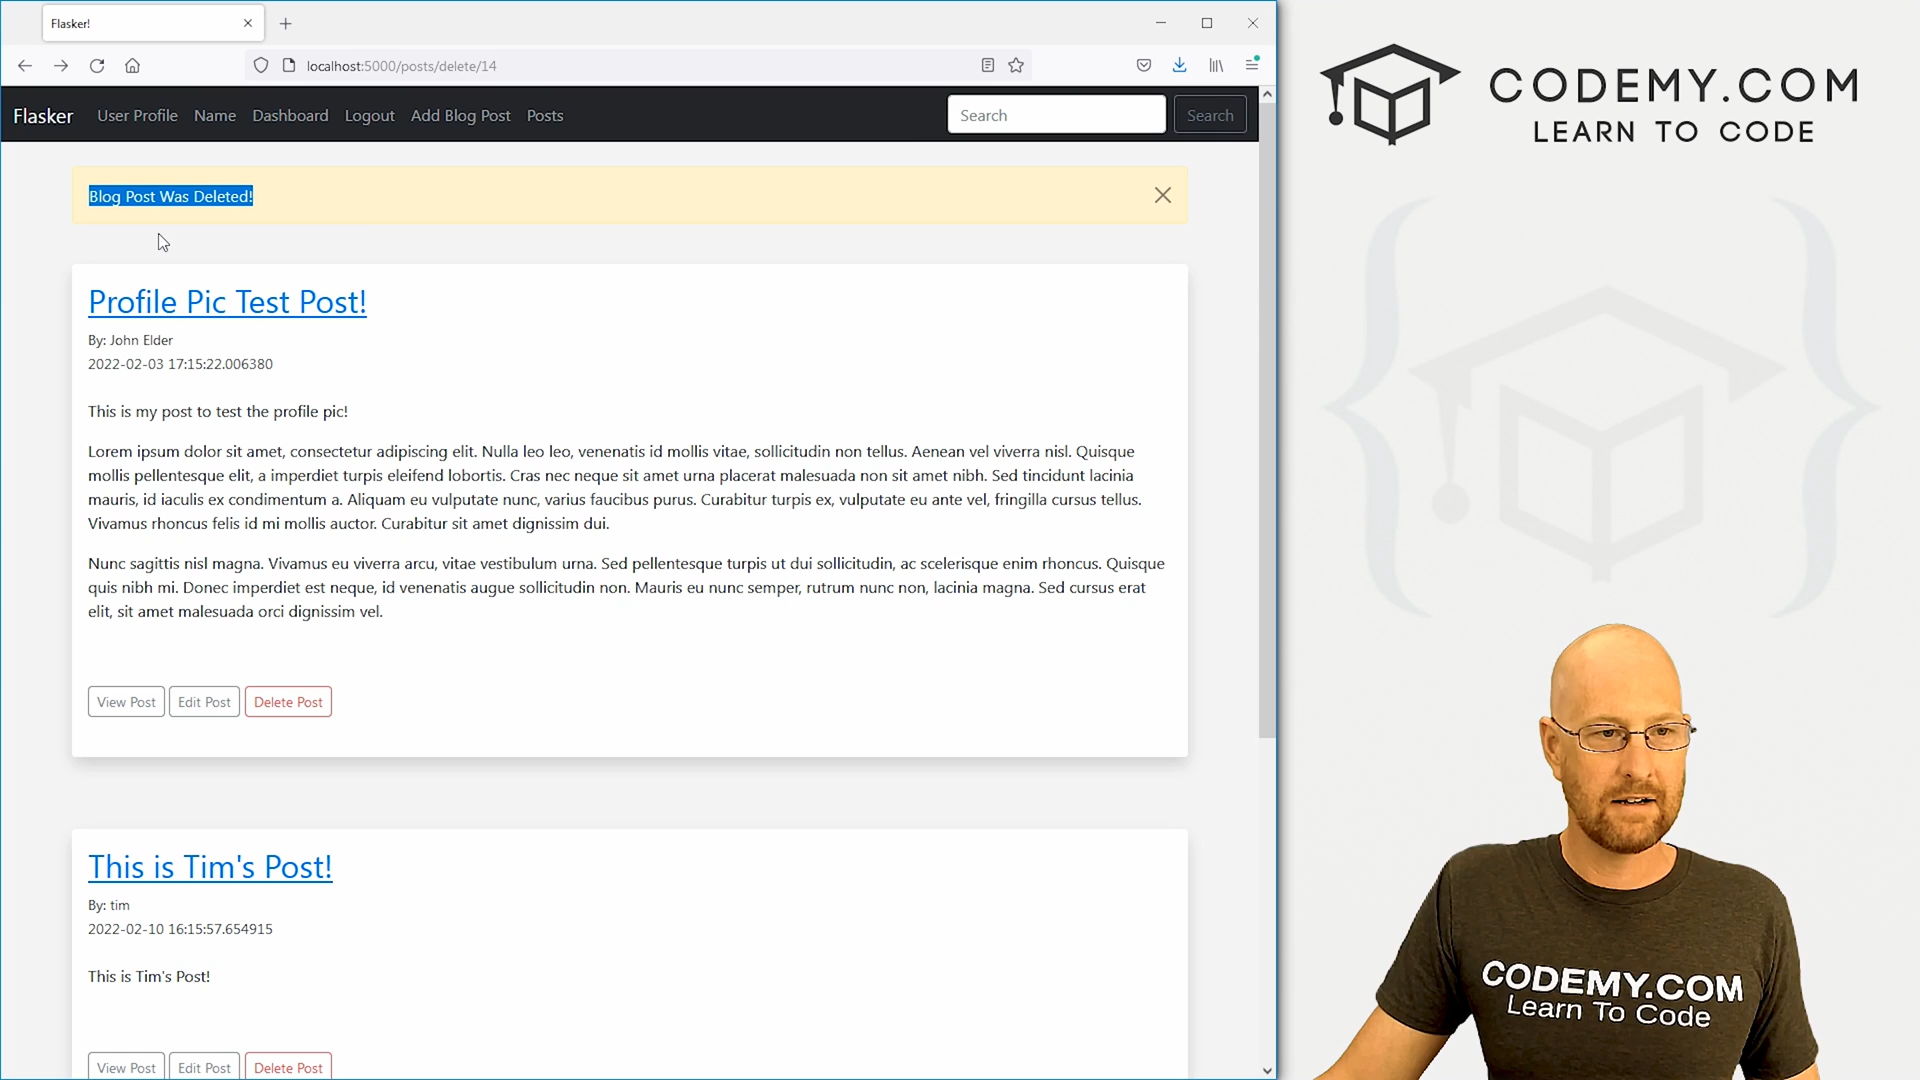 Flasker!
localhost:5000/posts/delete/14
Flasker User Profile Name Dashboard Logout Add Blog Post Posts Search Search
Blog Post Was Deleted!
Profile Pic Test Post!
By: John Elder
2022-02-03 17:15:22.006380
This is my post to test the profile pic!
Lorem ipsum dolor sit amet, consectetur adipiscing elit. Nulla leo leo, venenatis id mollis vitae, sollicitudin non tellus. Aenean vel viverra nisl. Quisque
mollis pellentesque elit, a imperdiet turpis eleifend lobortis. Cras nec neque sit amet urna placerat malesuada non sit amet nibh. Sed tincidunt lacinia
mauris, id iaculis ex condimentum a. Aliquam eu vulputate nunc, varius faucibus purus. Curabitur turpis ex, vulputate eu ante vel, fringilla cursus tellus.
Vivamus rhoncus felis id mi mollis auctor. Curabitur sit amet dignissim dui.
Nunc sagittis nisl magna. Vivamus eu viverra arcu, vitae vestibulum urna. Sed pellentesque turpis ut dui sollicitudin, ac scelerisque enim rhoncus. Quisque
quis nibh mi. Donec imperdiet est neque, id venenatis augue sollicitudin non. Mauris eu nunc semper, rutrum nunc non, lacinia magna. Sed cursus erat
elit, sit amet malesuada orci dignissim vel.
View Post Edit Post Delete Post
This is Tim's Post!
By: tim
2022-02-10 16:15:57.654915
This is Tim's Post!
View Post Edit Post Delete Post
CODEMY.COM
LEARN TO CODE
CODEMY.COM
Learn To Code